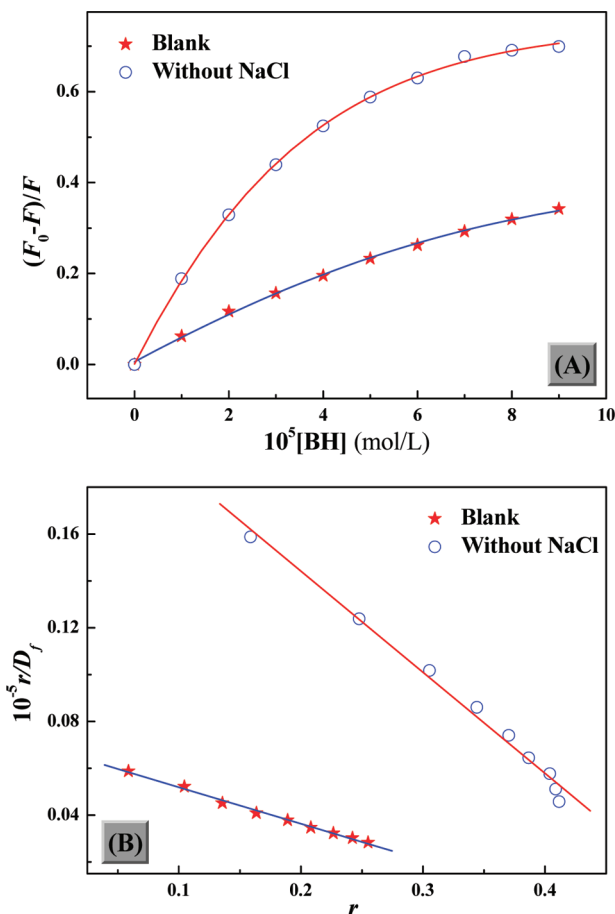 Blank
Without NaCl
(F₀-F)/F
0.6
0.4
0.2
0.0
0 2 4 6 8 10
10⁵[BH] (mol/L)
(A)
Blank
Without NaCl
10⁻⁵r/D_f
0.16
0.12
0.08
0.04
0.1 0.2 0.3 0.4
r
(B)